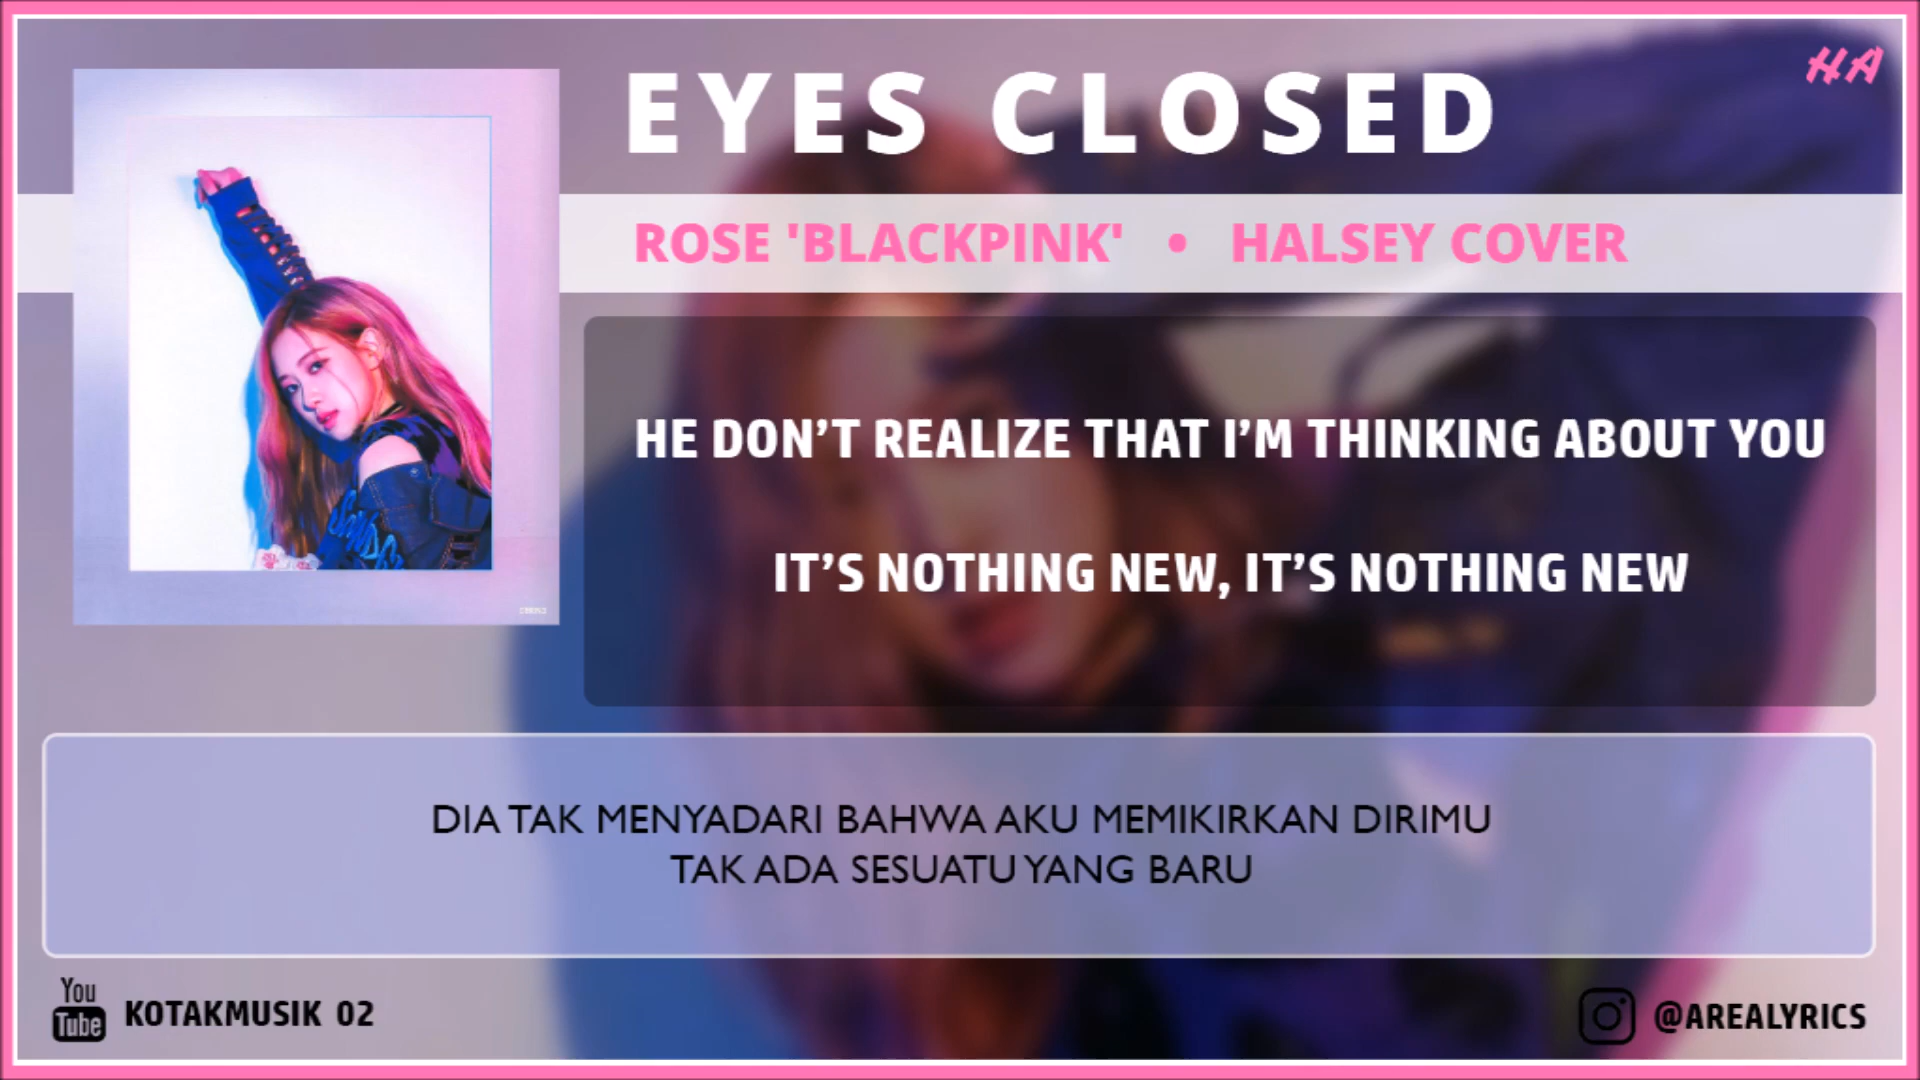 EYES CLOSED
HA
ROSE 'BLACKPINK' • HALSEY COVER
HE DON’T REALIZE THAT I’M THINKING ABOUT YOU
IT’S NOTHING NEW, IT’S NOTHING NEW
DIA TAK MENYADARI BAHWA AKU MEMIKIRKAN DIRIMU
TAK ADA SESUATU YANG BARU
You
Tube
KOTAKMUSIK 02
@AREALYRICS